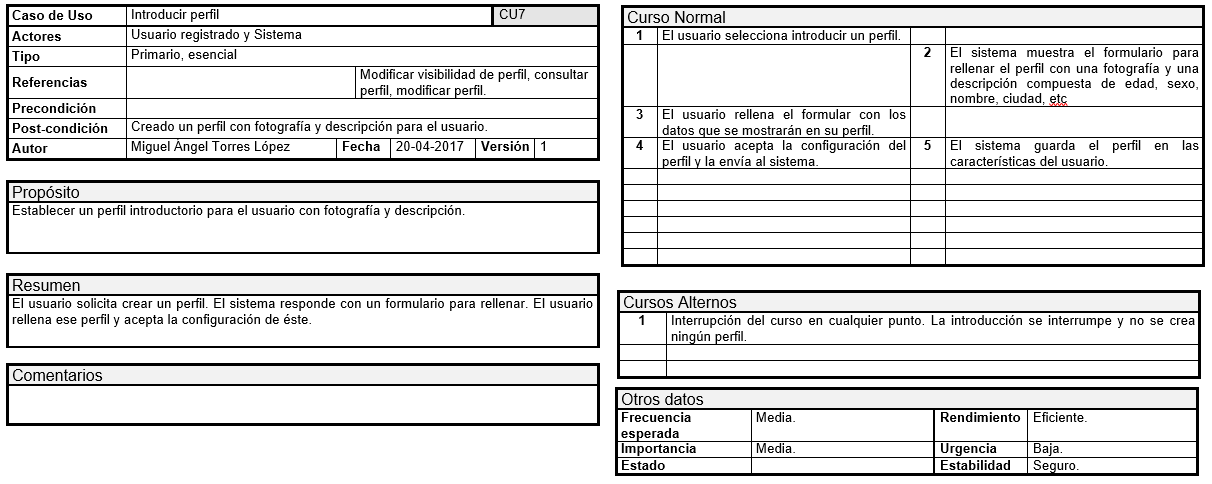 Caso de Uso Introducir perfil CU7
Actores Usuario registrado y Sistema
Tipo Primario, esencial
Referencias Modificar visibilidad de perfil, consultar
perfil, modificar perfil.
Precondición
Post-condición Creado un perfil con fotografía y descripción para el usuario.
Autor Miguel Ángel Torres López Fecha 20-04-2017 Versión 1
Propósito
Establecer un perfil introductorio para el usuario con fotografía y descripción.
Resumen
El usuario solicita crear un perfil. El sistema responde con un formulario para rellenar. El usuario
rellena ese perfil y acepta la configuración de éste.
Comentarios
Curso Normal
1 El usuario selecciona introducir un perfil.
2 El sistema muestra el formulario para
rellenar el perfil con una fotografía y una
descripción compuesta de edad, sexo,
nombre, ciudad, etc
3 El usuario rellena el formular con los
datos que se mostrarán en su perfil.
4 El usuario acepta la configuración del
perfil y la envía al sistema.
5 El sistema guarda el perfil en las
características del usuario.
Cursos Alternos
1 Interrupción del curso en cualquier punto. La introducción se interrumpe y no se crea
ningún perfil.
Otros datos
Frecuencia
esperada Media. Rendimiento Eficiente.
Importancia Media. Urgencia Baja.
Estado Estabilidad Seguro.